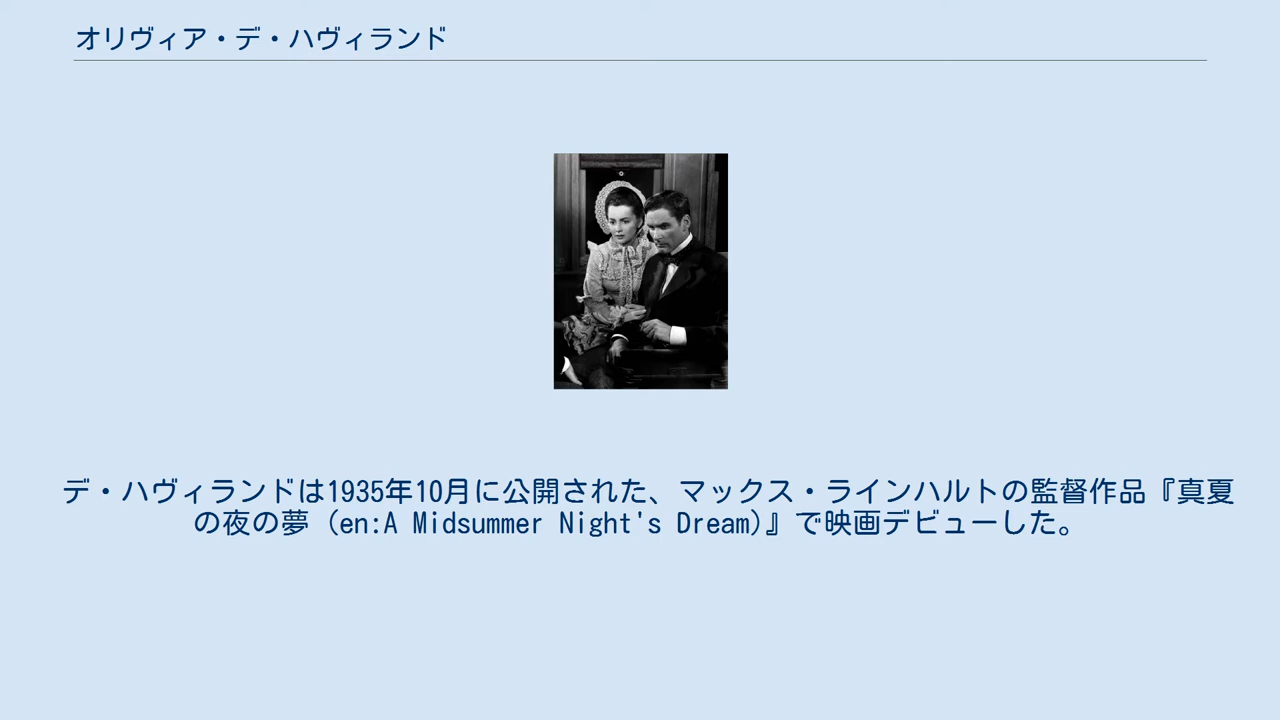 オリヴィア・デ・ハヴィランド
デ・ハヴィランドは1935年10月に公開された、マックス・ラインハルトの監督作品『真夏
の夜の夢 (en:A Midsummer Night's Dream)』で映画デビューした。